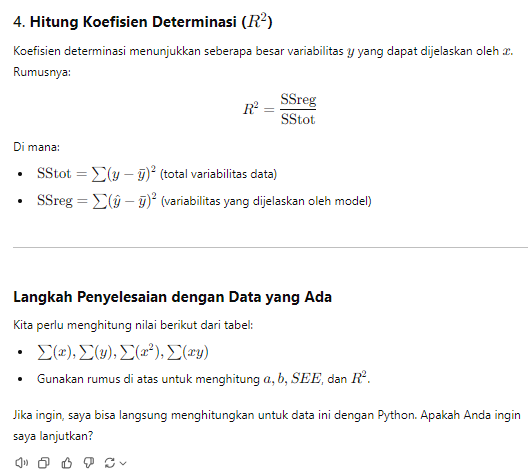 4. Hitung Koefisien Determinasi (R²)
Koefisien determinasi menunjukkan seberapa besar variabilitas y yang dapat dijelaskan oleh x.
Rumusnya:
R² = SSreg / SStot
Di mana:
• SStot = ∑(y − ȳ)² (total variabilitas data)
• SSreg = ∑(ŷ − ȳ)² (variabilitas yang dijelaskan oleh model)
Langkah Penyelesaian dengan Data yang Ada
Kita perlu menghitung nilai berikut dari tabel:
• ∑(x), ∑(y), ∑(x²), ∑(xy)
• Gunakan rumus di atas untuk menghitung a, b, SEE, dan R².
Jika ingin, saya bisa langsung menghitungkan untuk data ini dengan Python. Apakah Anda ingin
saya lanjutkan?